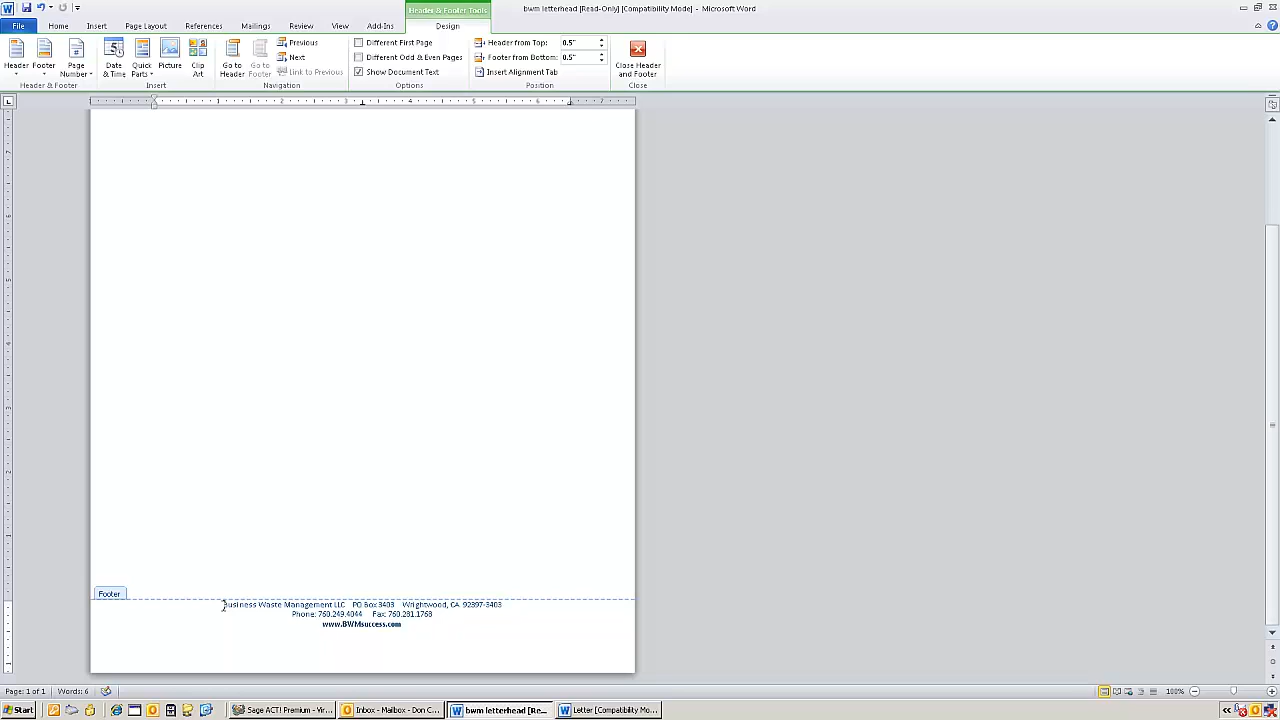 Header & Footer Tools
bwm letterhead [Read-Only] [Compatibility Mode] - Microsoft Word
File Home Insert Page Layout References Mailings Review View Add-Ins Design
Header Footer Page Number Date & Time Quick Parts Picture Clip Art Go to Header Go to Footer
Previous
Next
Link to Previous
Different First Page
Different Odd & Even Pages
Show Document Text
Header from Top: 0.5"
Footer from Bottom: 0.5"
Insert Alignment Tab
Close Header and Footer
Header & Footer Insert Navigation Options Position Close
Footer
Business Waste Management LLC PO Box 3403 Wrightwood, CA 92397-3403
Phone: 760.249.4044 Fax: 760.281.1768
www.BWMsuccess.com
Page: 1 of 1 Words: 6 100%
Start Sage ACT! Premium - Vir... Inbox - Mailbox - Don C... bwm letterhead [Re... Letter [Compatibility Mo...